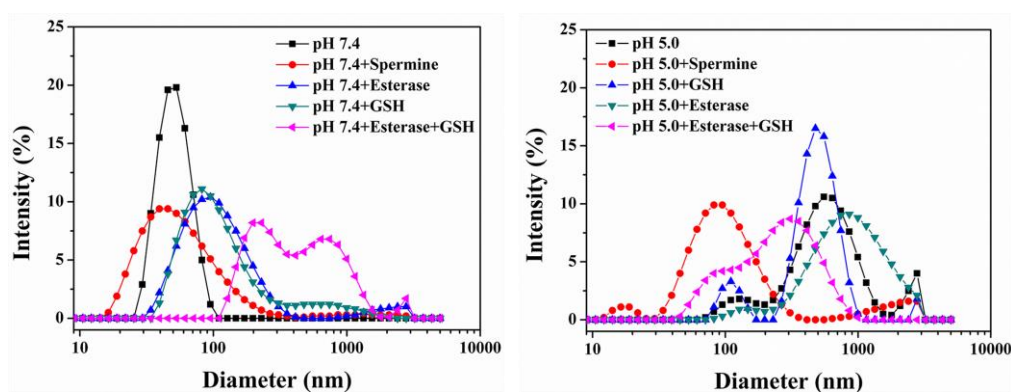 25
20
15
10
5
0
Intensity (%)
pH 7.4
pH 7.4+Spermine
pH 7.4+Esterase
pH 7.4+GSH
pH 7.4+Esterase+GSH
10
100
1000
10000
Diameter (nm)
25
20
15
10
5
0
Intensity (%)
pH 5.0
pH 5.0+Spermine
pH 5.0+GSH
pH 5.0+Esterase
pH 5.0+Esterase+GSH
10
100
1000
10000
Diameter (nm)